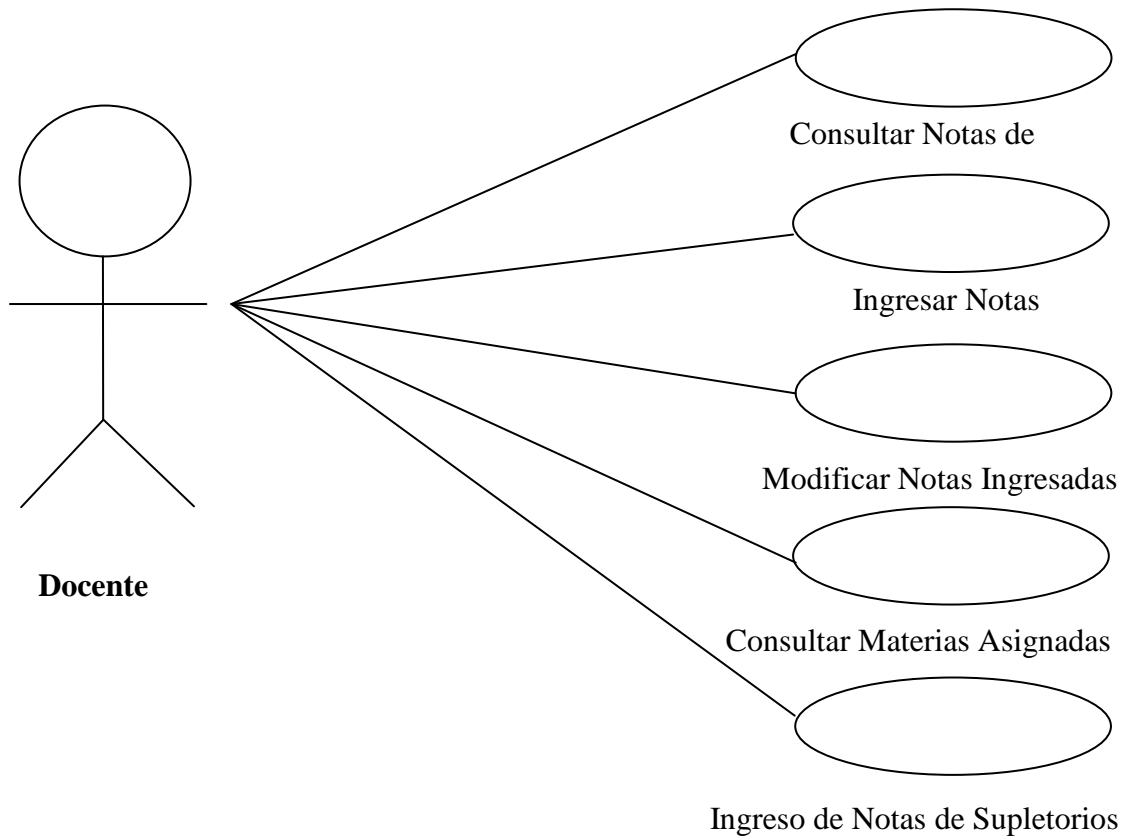 Consultar Notas de
Ingresar Notas
Modificar Notas Ingresadas
Docente
Consultar Materias Asignadas
Ingreso de Notas de Supletorios